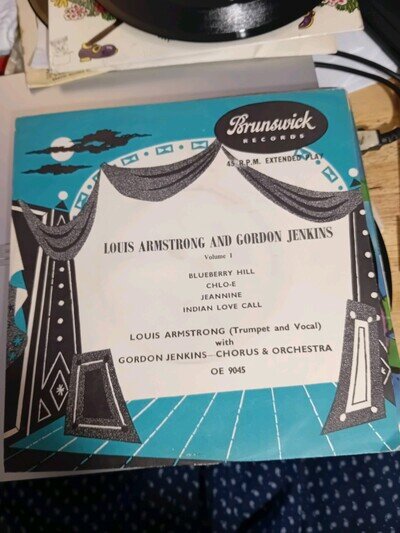 Brunswick
RECORDS
45 R.P.M. EXTENDED PLAY
LOUIS ARMSTRONG AND GORDON JENKINS
Volume 1
BLUEBERRY HILL
CHLO-E
JEANNINE
INDIAN LOVE CALL
LOUIS ARMSTRONG (Trumpet and Vocal)
with
GORDON JENKINS—CHORUS & ORCHESTRA
OE 9045